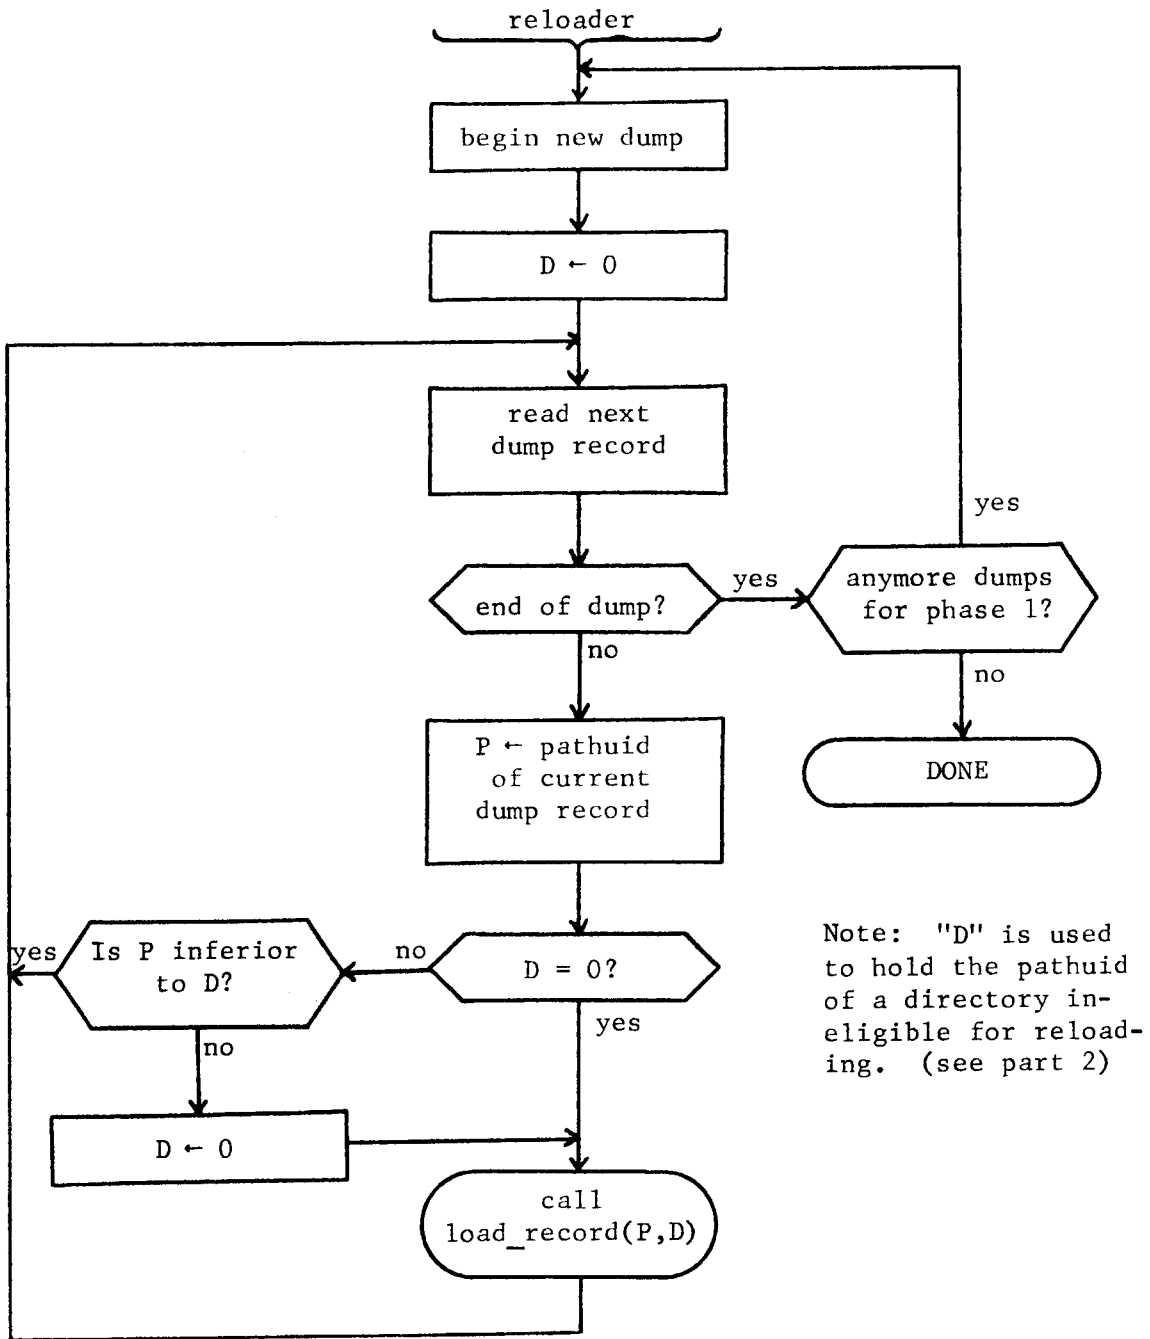 reloader
begin new dump
D ← 0
read next
dump record
yes
end of dump?
yes
anymore dumps
for phase 1?
no
no
P ← pathuid
of current
dump record
DONE
yes
Is P inferior
to D?
no
D = 0?
yes
no
Note: "D" is used
to hold the pathuid
of a directory in-
eligible for reload-
ing. (see part 2)
D ← 0
call
load_record(P,D)